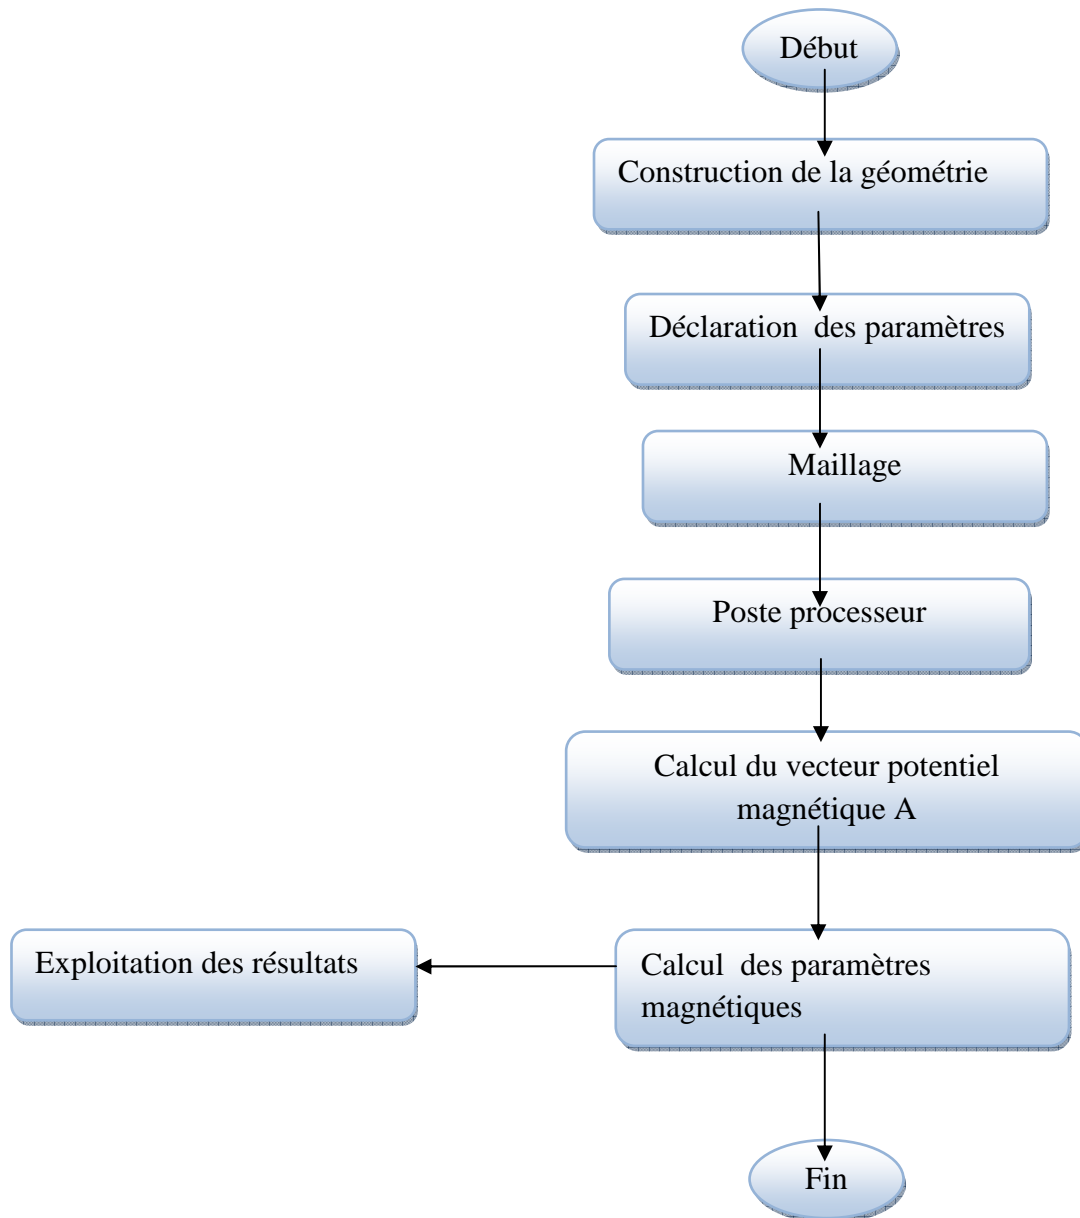 Début
Construction de la géométrie
Déclaration  des paramètres
Maillage
Poste processeur
Calcul du vecteur potentiel
magnétique A
Exploitation des résultats
Calcul  des paramètres
magnétiques
Fin